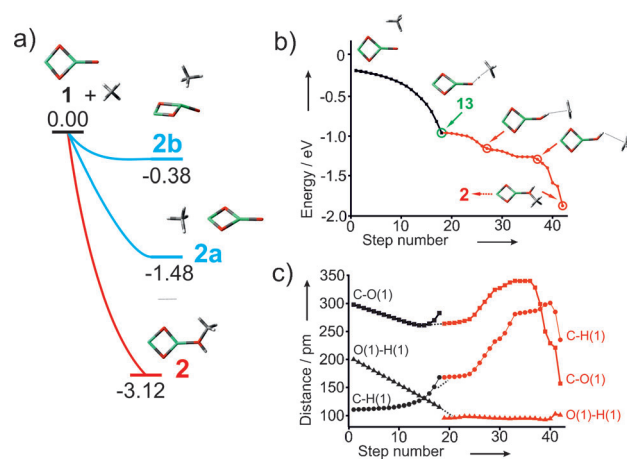 a)
1 +
0.00
2b
-0.38
2a
-1.48
2
-3.12
b)
0
-0.5
-1.0
-1.5
-2.0
Energy / eV
13
2
0 10 20 30 40
Step number
c)
350
300
250
200
150
100
Distance / pm
C-O(1)
O(1)-H(1)
C-H(1)
C-H(1)
C-O(1)
O(1)-H(1)
0 10 20 30 40
Step number